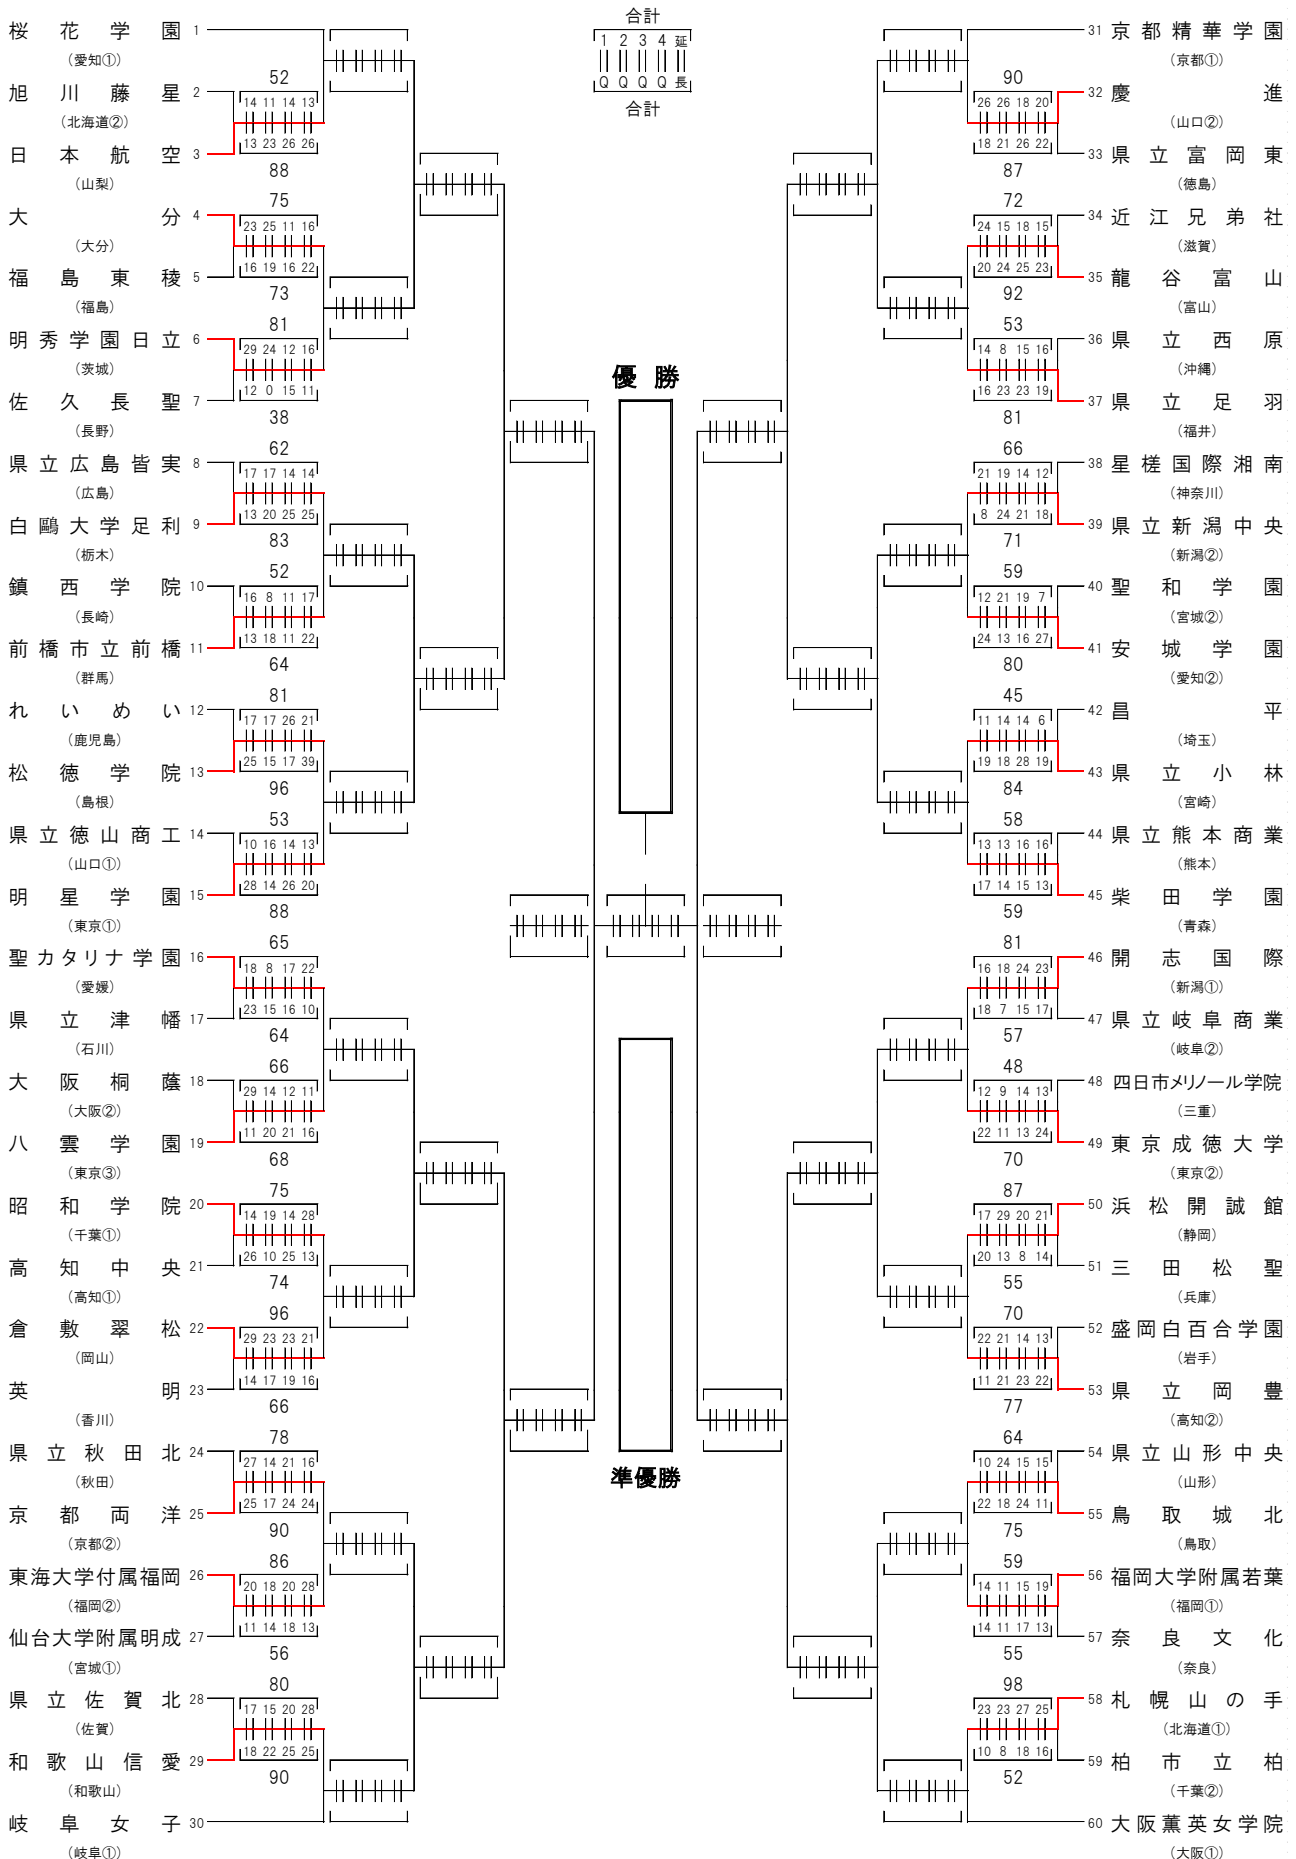 合計
1 2 3 4 延
Q Q Q Q 長
合計
桜花学園 1
（愛知①）
52
旭川藤星 2
14 11 14 13
（北海道②）
13 23 26 26
日本航空 3
88
（山梨）
75
大分 4
23 25 11 16
（大分）
16 19 16 22
福島東稜 5
73
（福島）
81
明秀学園日立 6
29 24 12 16
（茨城）
12 0 15 11
佐久長聖 7
38
（長野）
62
県立広島皆実 8
17 17 14 14
（広島）
13 20 25 25
白鷗大学足利 9
83
（栃木）
52
鎮西学院 10
16 8 11 17
（長崎）
13 18 11 22
前橋市立前橋 11
64
（群馬）
81
れいめい 12
17 17 26 21
（鹿児島）
25 15 17 39
松徳学院 13
96
（島根）
53
県立徳山商工 14
10 16 14 13
（山口①）
28 14 26 20
明星学園 15
88
（東京①）
65
聖カタリナ学園 16
18 8 17 22
（愛媛）
23 15 16 10
県立津幡 17
64
（石川）
66
大阪桐蔭 18
29 14 12 11
（大阪②）
11 20 21 16
八雲学園 19
68
（東京③）
75
昭和学院 20
14 19 14 28
（千葉①）
26 10 25 13
高知中央 21
74
（高知①）
96
倉敷翠松 22
29 23 23 21
（岡山）
14 17 19 16
英明 23
66
（香川）
78
県立秋田北 24
27 14 21 16
（秋田）
25 17 24 24
京都両洋 25
90
（京都②）
86
東海大学付属福岡 26
20 18 20 28
（福岡②）
11 14 18 13
仙台大学附属明成 27
56
（宮城①）
80
県立佐賀北 28
17 15 20 28
（佐賀）
18 22 25 25
和歌山信愛 29
90
（和歌山）
岐阜女子 30
（岐阜①）
優勝
準優勝
31 京都精華学園
（京都①）
90
32 慶進
26 26 18 20
（山口②）
18 21 26 22
33 県立富岡東
87
（徳島）
72
34 近江兄弟社
24 15 18 15
（滋賀）
20 24 25 23
35 龍谷富山
92
（富山）
53
36 県立西原
14 8 15 16
（沖縄）
16 23 23 19
37 県立足羽
81
（福井）
66
38 星槎国際湘南
21 19 14 12
（神奈川）
8 24 21 18
39 県立新潟中央
71
（新潟②）
59
40 聖和学園
12 21 19 7
（宮城②）
24 13 16 27
41 安城学園
80
（愛知②）
45
42 昌平
11 14 14 6
（埼玉）
19 18 28 19
43 県立小林
84
（宮崎）
58
44 県立熊本商業
13 13 16 16
（熊本）
17 14 15 13
45 柴田学園
59
（青森）
81
46 開志国際
16 18 24 23
（新潟①）
18 7 15 17
47 県立岐阜商業
57
（岐阜②）
48
48 四日市メリノール学院
12 9 14 13
（三重）
22 11 13 24
49 東京成徳大学
70
（東京②）
87
50 浜松開誠館
17 29 20 21
（静岡）
20 13 8 14
51 三田松聖
55
（兵庫）
70
52 盛岡白百合学園
22 21 14 13
（岩手）
11 21 23 22
53 県立岡豊
77
（高知②）
64
54 県立山形中央
10 24 15 15
（山形）
22 18 24 11
55 鳥取城北
75
（鳥取）
59
56 福岡大学附属若葉
14 11 15 19
（福岡①）
14 11 17 13
57 奈良文化
55
（奈良）
98
58 札幌山の手
23 23 27 25
（北海道①）
10 8 18 16
59 柏市立柏
52
（千葉②）
60 大阪薫英女学院
（大阪①）